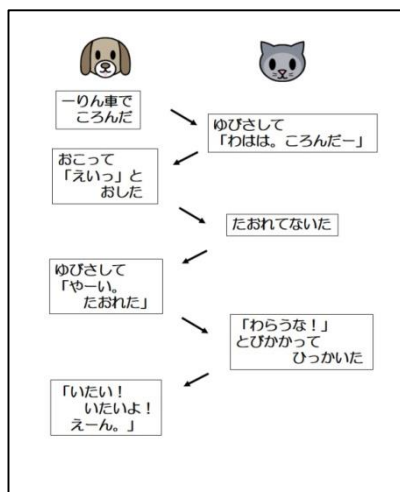 一りん車で
ころんだ
ゆびさして
「わはは。ころんだー」
おこって
「えいっ」と
おした
たおれてないた
ゆびさして
「やーい。
たおれた」
「わらうな！」
とびかかって
ひっかいた
「いたい！
いたいよ！
えーん。」